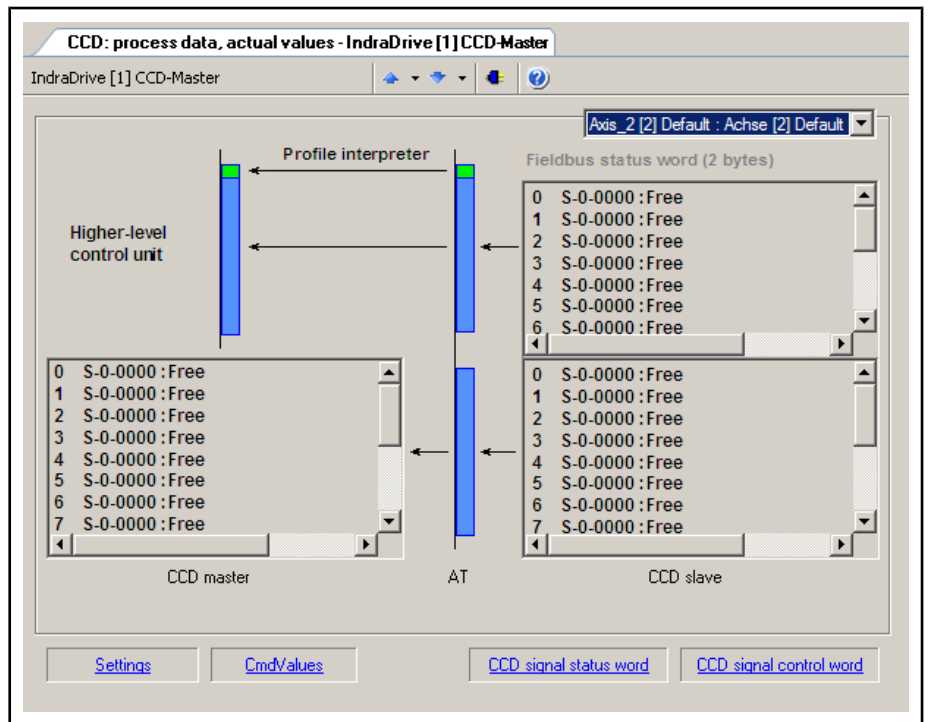 CCD: process data, actual values - IndraDrive [1] CCD-Master
IndraDrive [1] CCD-Master
Axis_2 [2] Default : Achse [2] Default
Profile interpreter
Fieldbus status word (2 bytes)
Higher-level
control unit
0 S-0-0000 :Free
1 S-0-0000 :Free
2 S-0-0000 :Free
3 S-0-0000 :Free
4 S-0-0000 :Free
5 S-0-0000 :Free
6 S-0-0000 :Free
0 S-0-0000 :Free
1 S-0-0000 :Free
2 S-0-0000 :Free
3 S-0-0000 :Free
4 S-0-0000 :Free
5 S-0-0000 :Free
6 S-0-0000 :Free
7 S-0-0000 :Free
0 S-0-0000 :Free
1 S-0-0000 :Free
2 S-0-0000 :Free
3 S-0-0000 :Free
4 S-0-0000 :Free
5 S-0-0000 :Free
6 S-0-0000 :Free
7 S-0-0000 :Free
CCD master
AT
CCD slave
Settings
CmdValues
CCD signal status word
CCD signal control word